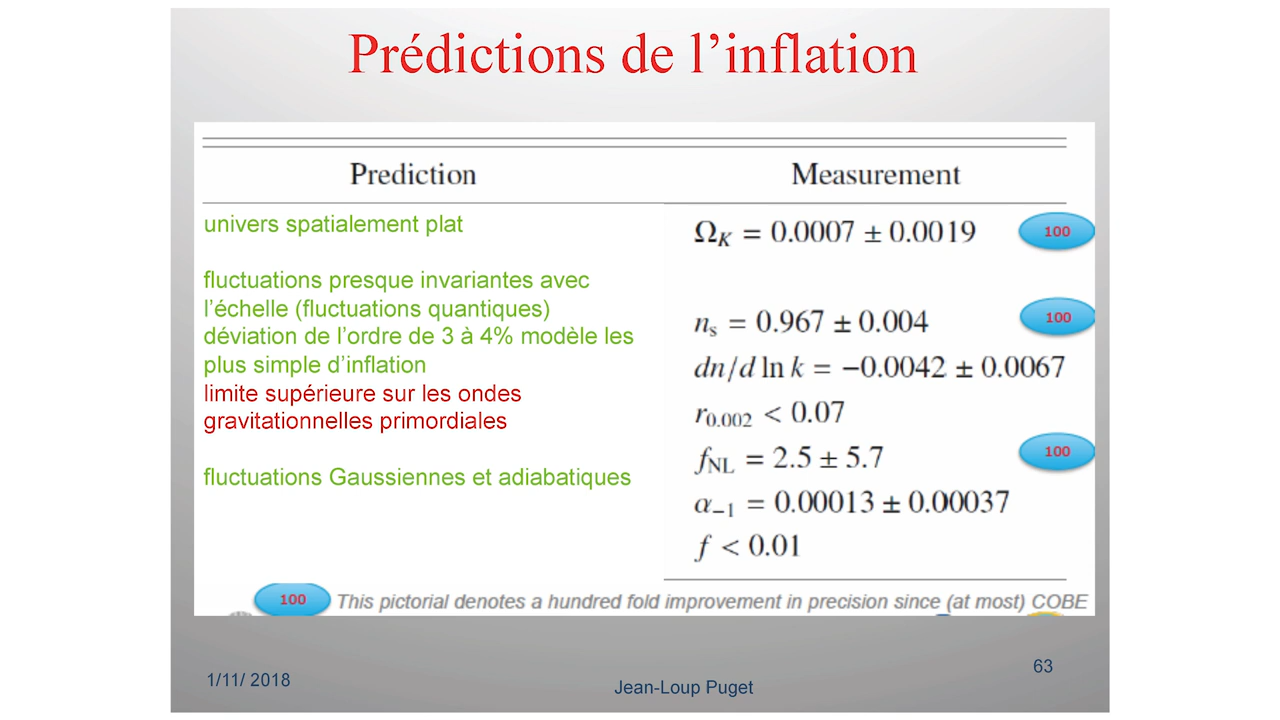 Prédictions de l’inflation
Prediction
Measurement
univers spatialement plat
Ω_K = 0.0007 ± 0.0019
100
fluctuations presque invariantes avec
l’échelle (fluctuations quantiques)
déviation de l’ordre de 3 à 4% modèle les
plus simple d’inflation
n_s = 0.967 ± 0.004
100
dn/d ln k = −0.0042 ± 0.0067
limite supérieure sur les ondes
gravitationnelles primordiales
r_0.002 < 0.07
fluctuations Gaussiennes et adiabatiques
f_NL = 2.5 ± 5.7
100
α_−1 = 0.00013 ± 0.00037
f < 0.01
100 This pictorial denotes a hundred fold improvement in precision since (at most) COBE
1/11/ 2018
Jean-Loup Puget
63